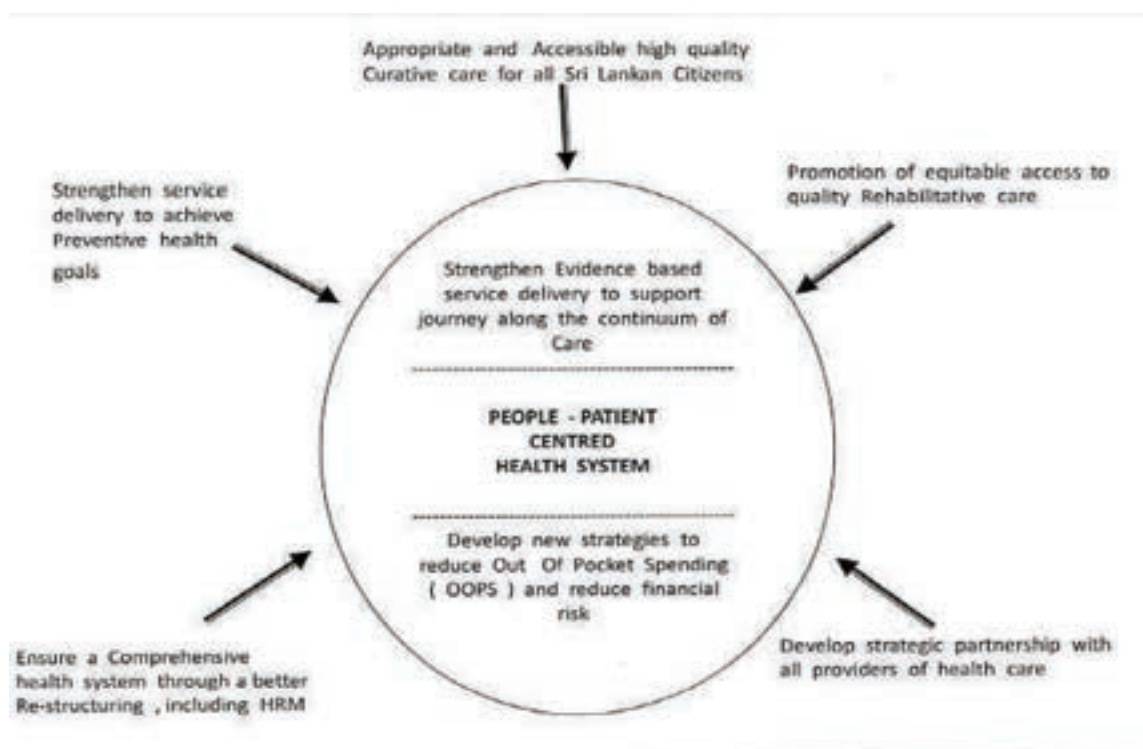 Appropriate and Accessible high quality
Curative care for all Sri Lankan Citizens
Promotion of equitable access to
quality Rehabilitative care
Strengthen service
delivery to achieve
Preventive health
goals
Strengthen Evidence based
service delivery to support
journey along the continuum of
Care
PEOPLE - PATIENT
CENTRED
HEALTH SYSTEM
Develop new strategies to
reduce Out Of Pocket Spending
( OOPS ) and reduce financial
risk
Ensure a Comprehensive
health system through a better
Re-structuring , including HRM
Develop strategic partnership with
all providers of health care